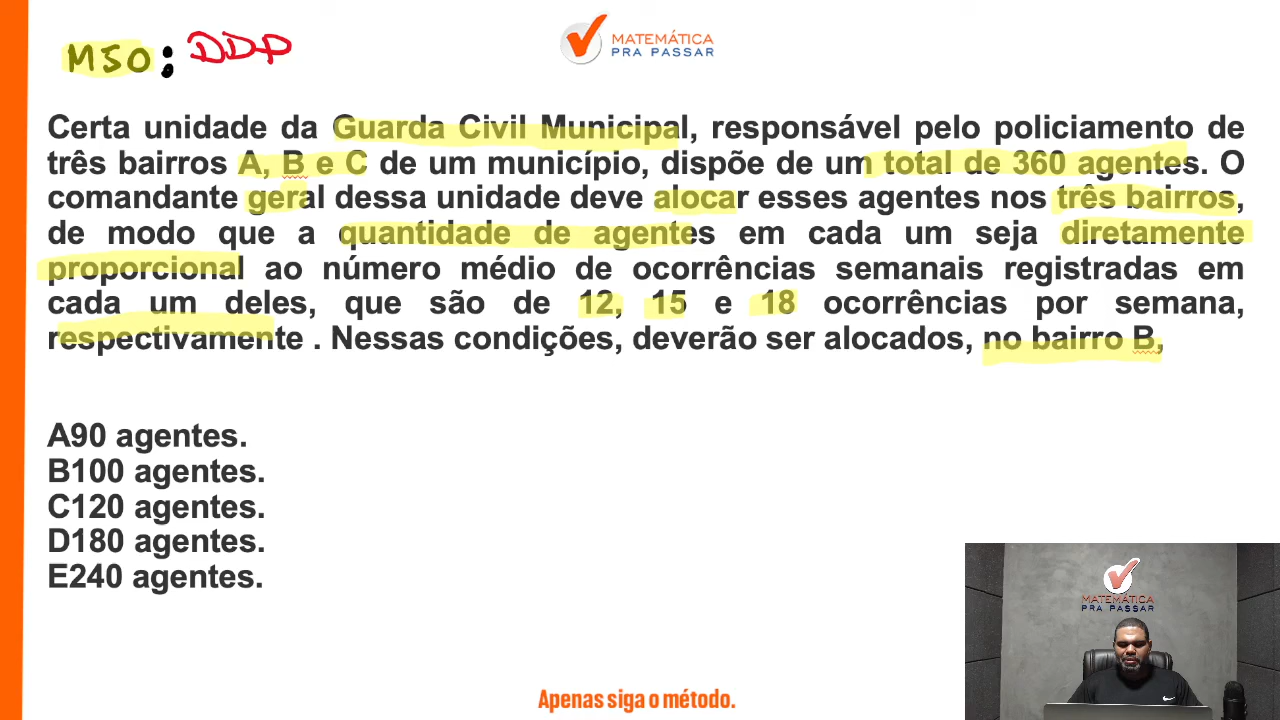 M50: DDP
MATEMÁTICA
PRA PASSAR
Certa unidade da Guarda Civil Municipal, responsável pelo policiamento de
três bairros A, B e C de um município, dispõe de um total de 360 agentes. O
comandante geral dessa unidade deve alocar esses agentes nos três bairros,
de modo que a quantidade de agentes em cada um seja diretamente
proporcional ao número médio de ocorrências semanais registradas em
cada um deles, que são de 12, 15 e 18 ocorrências por semana,
respectivamente . Nessas condições, deverão ser alocados, no bairro B,
A90 agentes.
B100 agentes.
C120 agentes.
D180 agentes.
E240 agentes.
MATEMÁTICA
PRA PASSAR
Apenas siga o método.